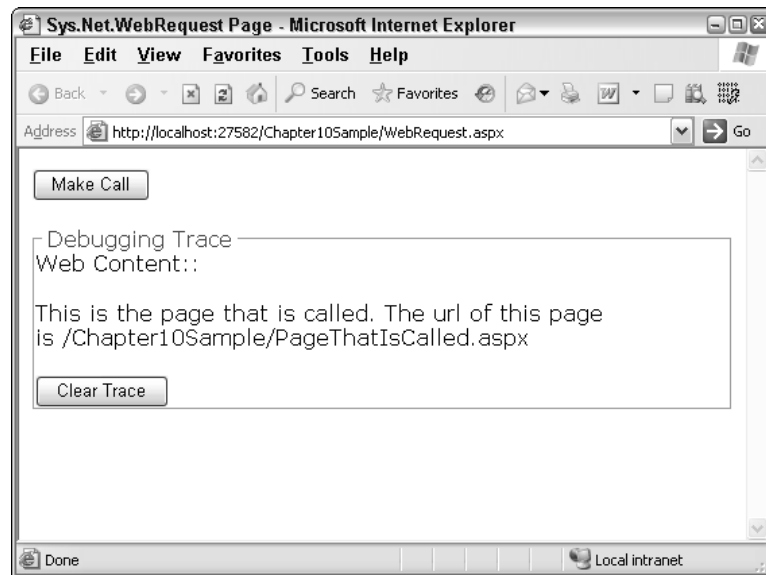 Sys.Net.WebRequest Page - Microsoft Internet Explorer
File Edit View Favorites Tools Help
Back Search Favorites
Address http://localhost:27582/Chapter10Sample/WebRequest.aspx Go
Make Call
Debugging Trace
Web Content::
This is the page that is called. The url of this page
is /Chapter10Sample/PageThatIsCalled.aspx
Clear Trace
Done Local intranet